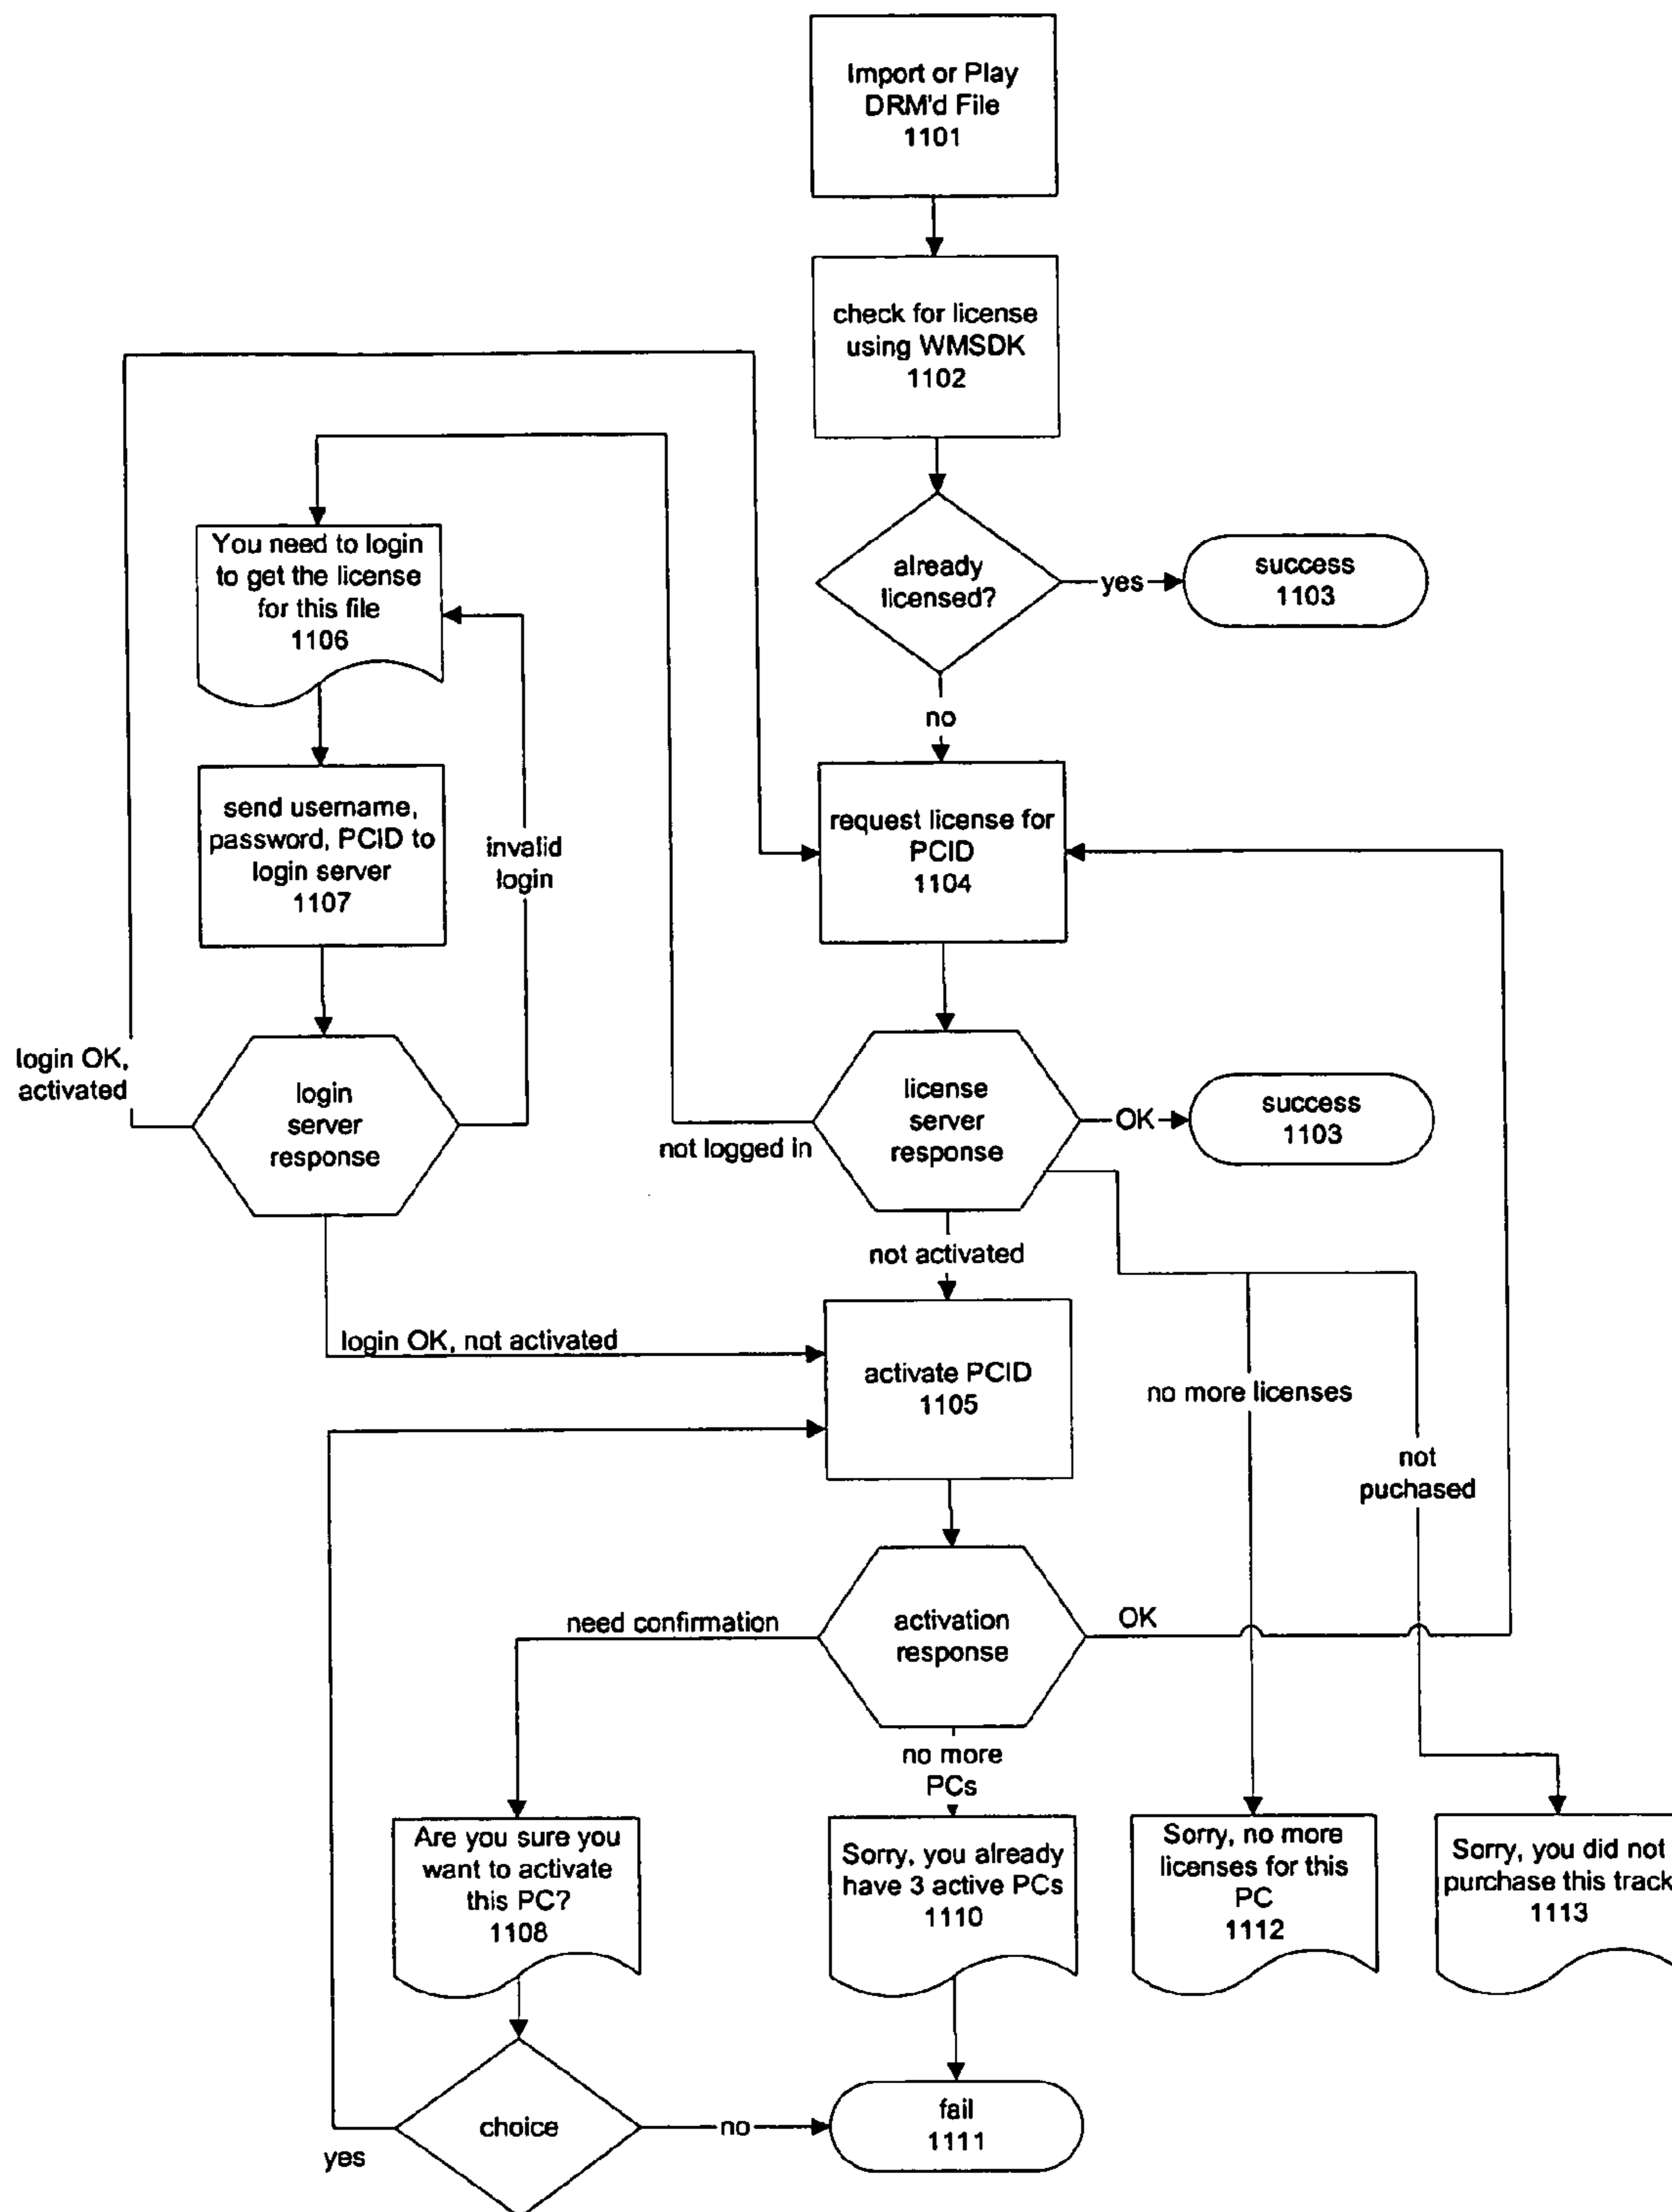 Import or Play
DRM'd File
1101
check for license
using WMSDK
1102
already
licensed?
yes
success
1103
no
You need to login
to get the license
for this file
1106
send username,
password, PCID to
login server
1107
invalid
login
request license for
PCID
1104
login OK,
activated
login
server
response
not logged in
license
server
response
OK
success
1103
not activated
login OK, not activated
activate PCID
1105
no more licenses
not
puchased
need confirmation
activation
response
OK
no more
PCs
Are you sure you
want to activate
this PC?
1108
Sorry, you already
have 3 active PCs
1110
Sorry, no more
licenses for this
PC
1112
Sorry, you did not
purchase this track
1113
choice
yes
no
fail
1111